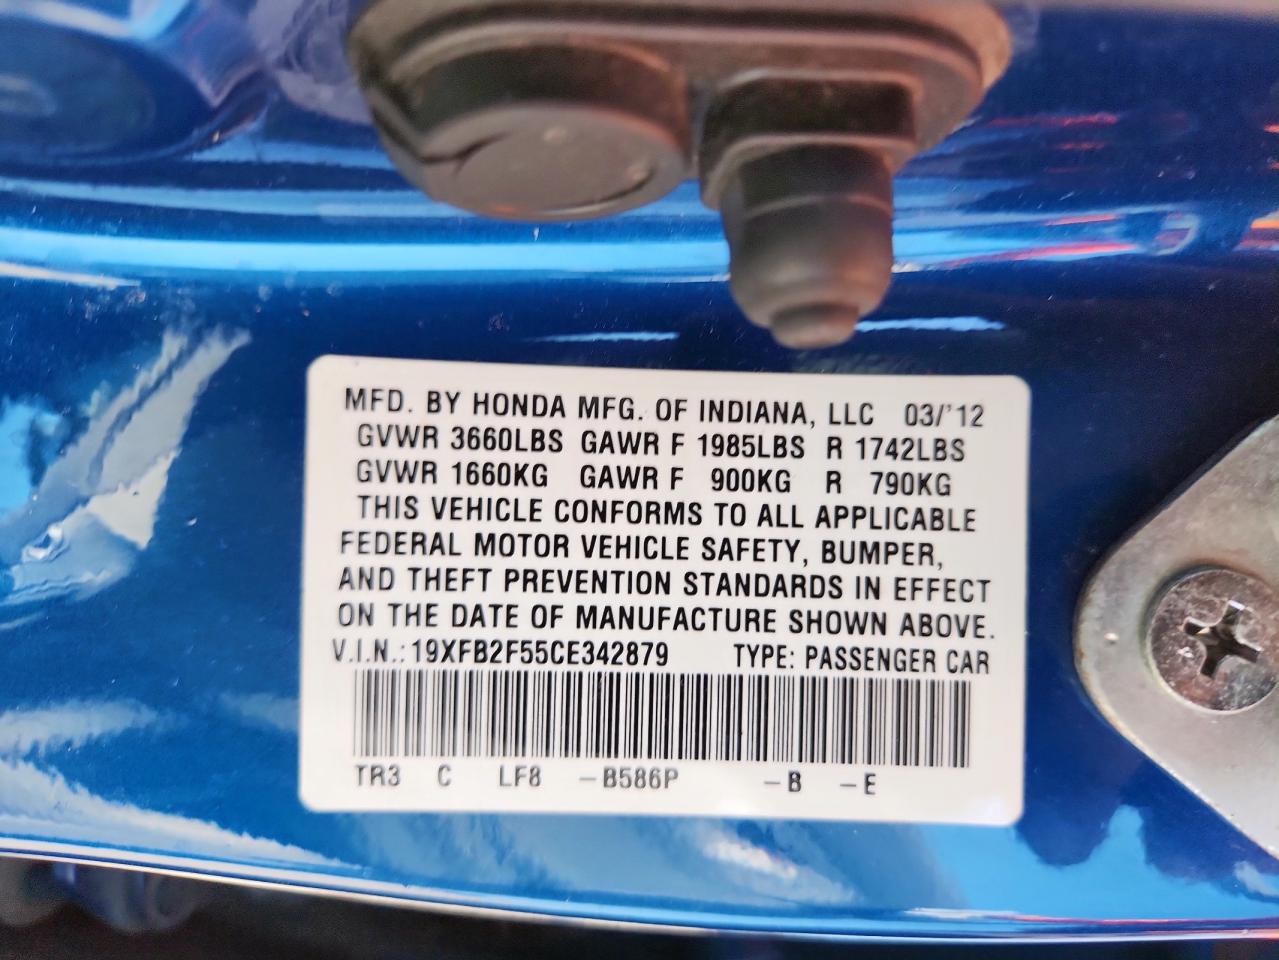 MFD. BY HONDA MFG. OF INDIANA, LLC 03/'12
GVWR 3660LBS GAWR F 1985LBS R 1742LBS
GVWR 1660KG GAWR F 900KG R 790KG
THIS VEHICLE CONFORMS TO ALL APPLICABLE
FEDERAL MOTOR VEHICLE SAFETY, BUMPER,
AND THEFT PREVENTION STANDARDS IN EFFECT
ON THE DATE OF MANUFACTURE SHOWN ABOVE.
V.I.N.: 19XFB2F55CE342879 TYPE: PASSENGER CAR
TR3 C LF8 -B586P -B -E